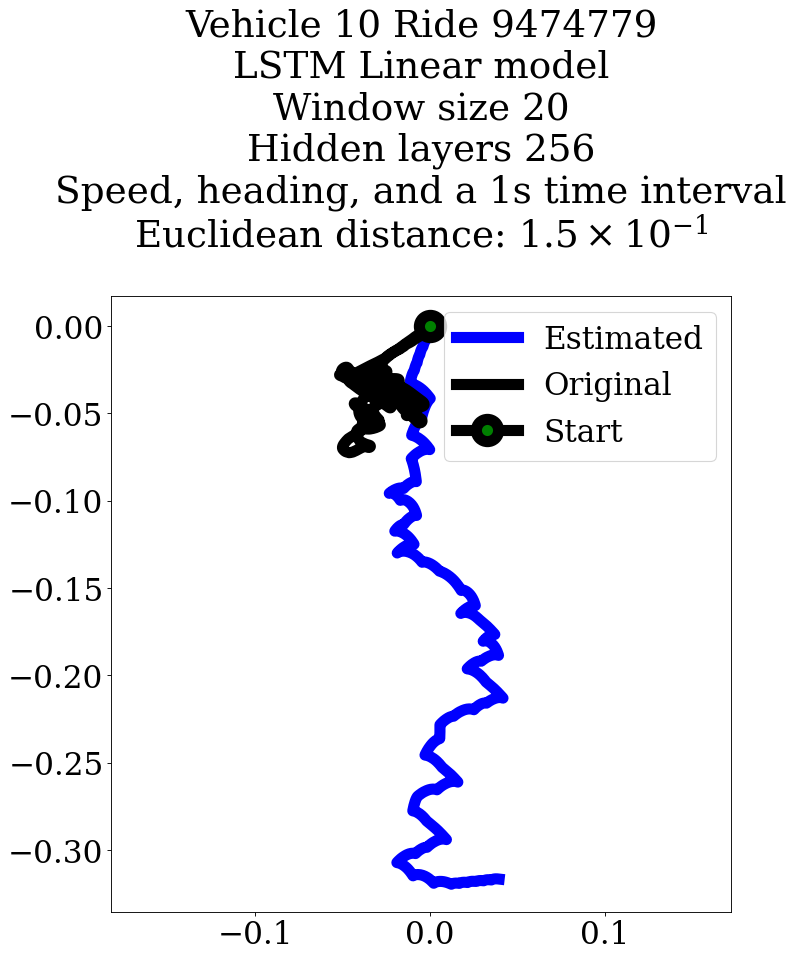 Vehicle 10 Ride 9474779
LSTM Linear model
Window size 20
Hidden layers 256
Speed, heading, and a 1s time interval
Euclidean distance: 1.5 × 10⁻¹
Estimated
Original
Start
0.00
−0.05
−0.10
−0.15
−0.20
−0.25
−0.30
−0.1 0.0 0.1